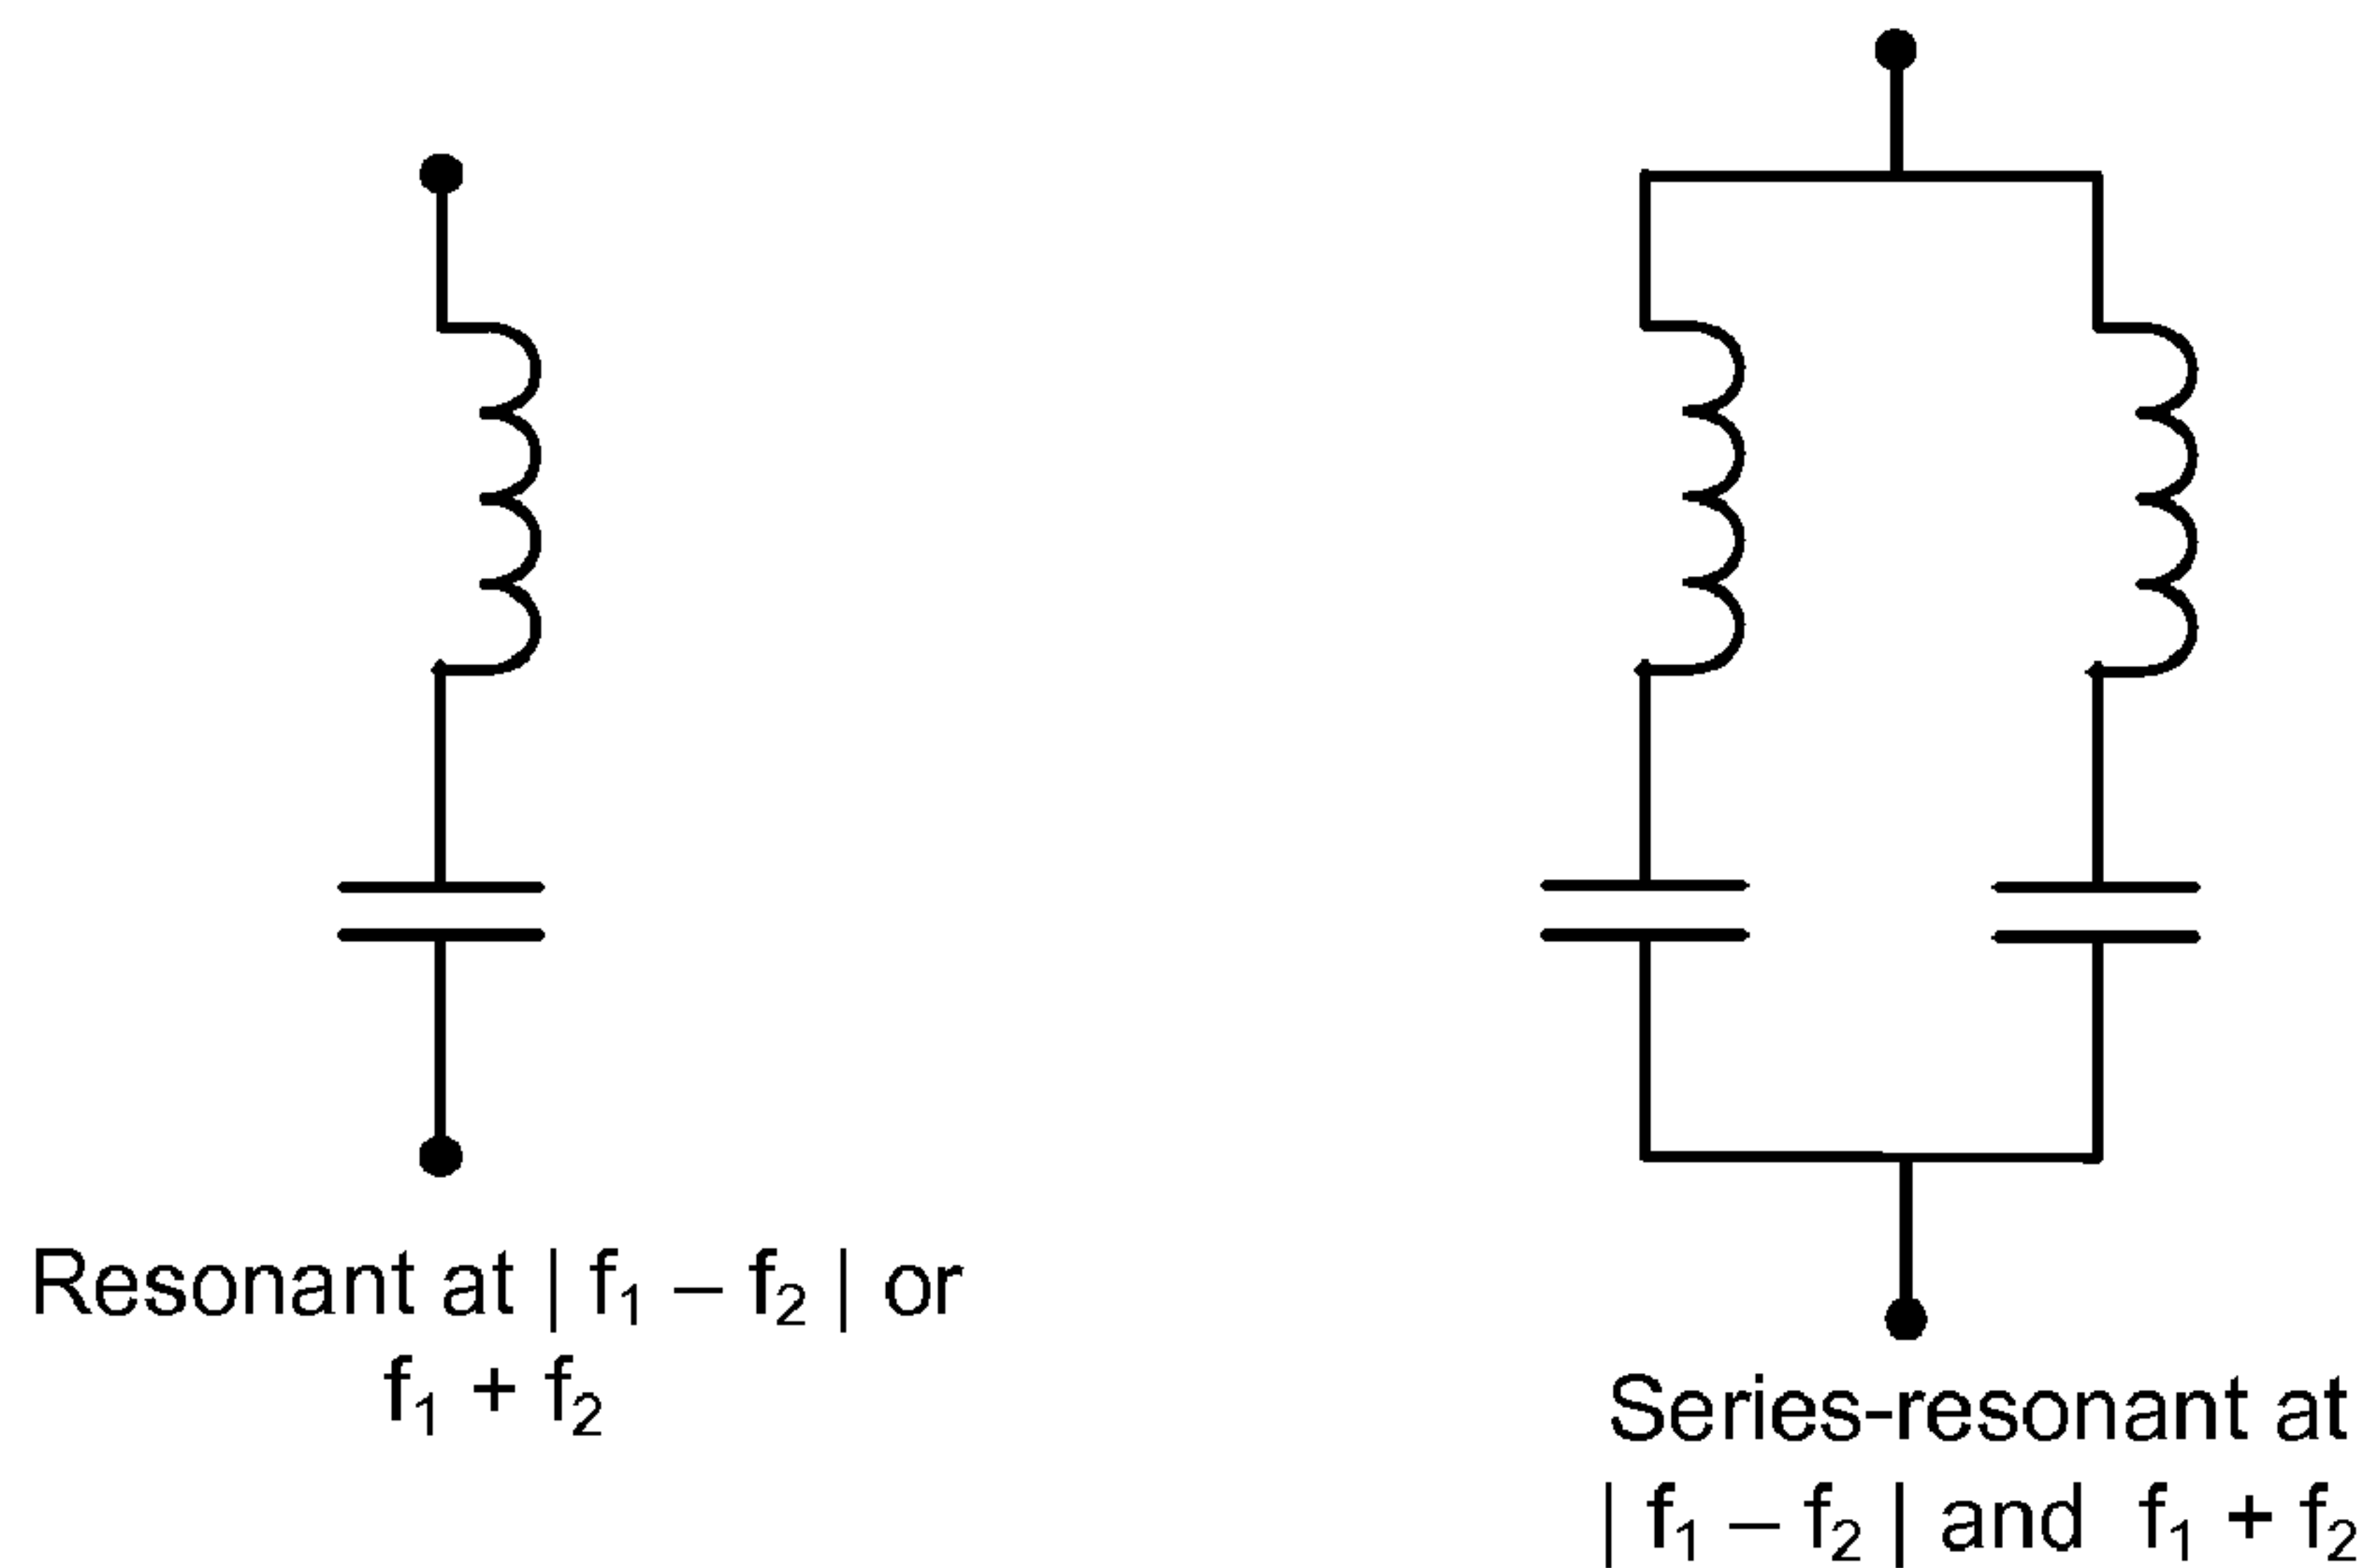 Resonant at | f₁ – f₂ | or
f₁ + f₂
Series-resonant at
| f₁ – f₂ | and f₁ + f₂